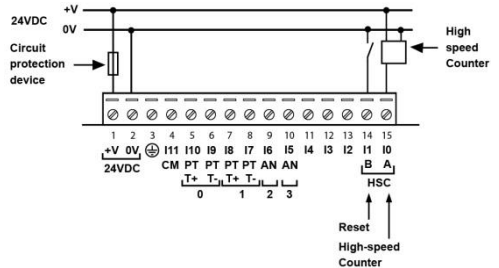 +V
24VDC
0V
High
speed
Counter
Circuit
protection
device
1 2 3 4 5 6 7 8 9 10 11 12 13 14 15
+V 0V I11 I10 I9 I8 I7 I6 I5 I4 I3 I2 I1 I0
CM PT PT PT PT AN AN B A
24VDC
T+ T- T+ T-
HSC
0 1 2 3
Reset
High-speed
Counter